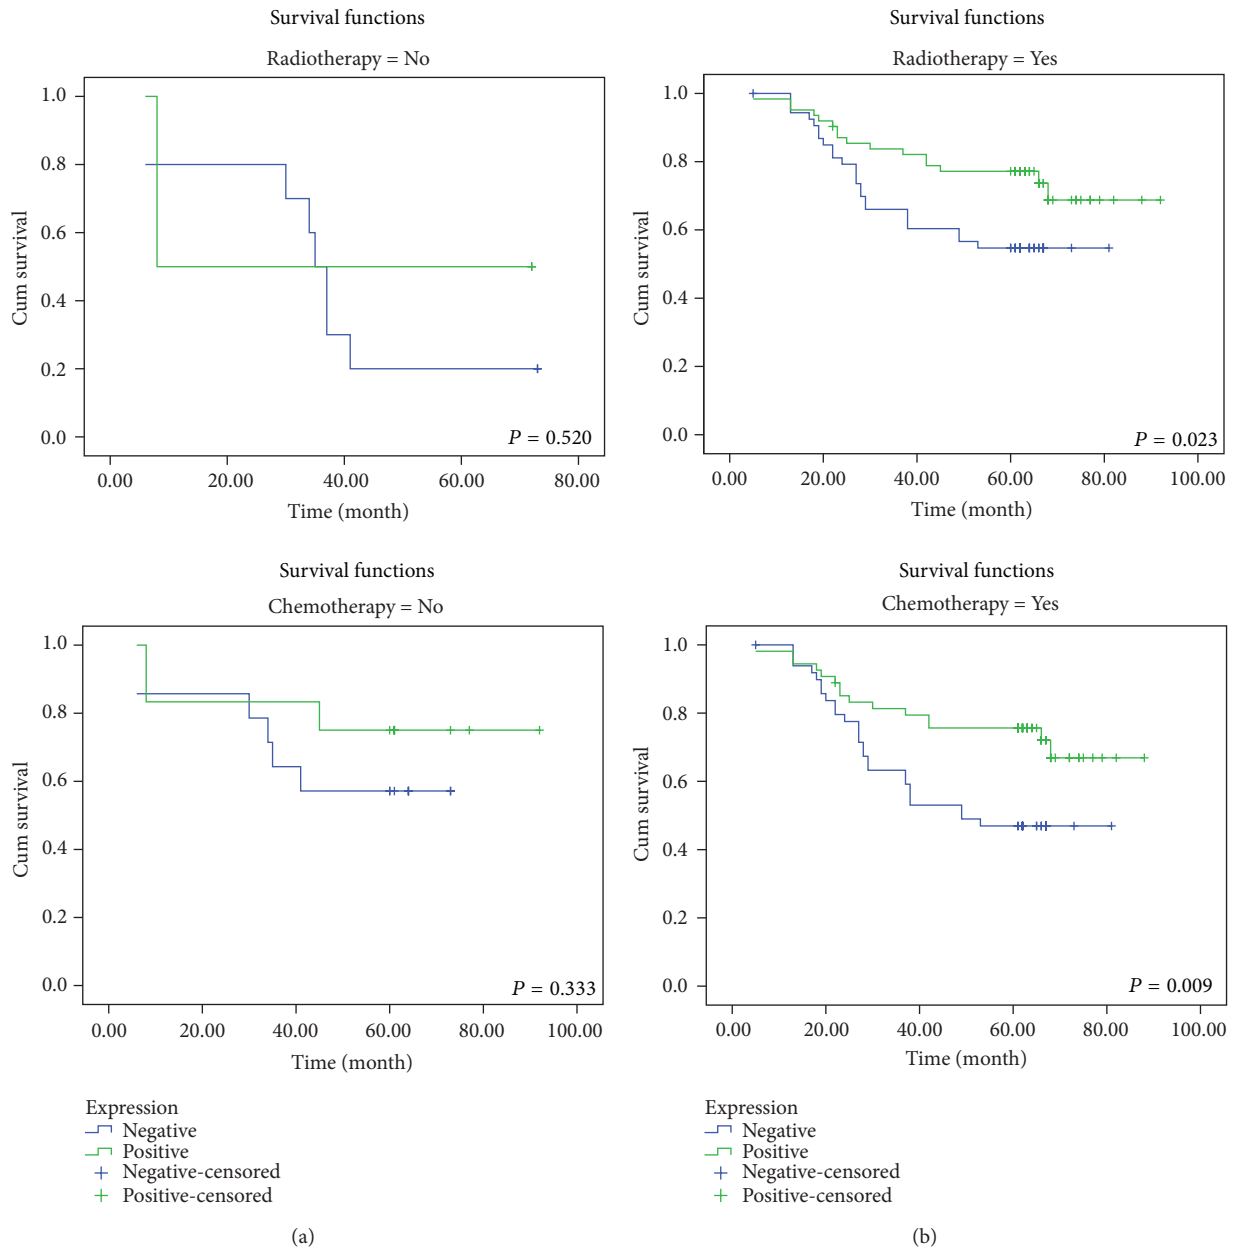 Survival functions
Radiotherapy = No
1.0
0.8
0.6
0.4
0.2
0.0
Cum survival
P = 0.520
0.00 20.00 40.00 60.00 80.00
Time (month)
Survival functions
Radiotherapy = Yes
1.0
0.8
0.6
0.4
0.2
0.0
Cum survival
P = 0.023
0.00 20.00 40.00 60.00 80.00 100.00
Time (month)
Survival functions
Chemotherapy = No
1.0
0.8
0.6
0.4
0.2
0.0
Cum survival
P = 0.333
0.00 20.00 40.00 60.00 80.00 100.00
Time (month)
Survival functions
Chemotherapy = Yes
1.0
0.8
0.6
0.4
0.2
0.0
Cum survival
P = 0.009
0.00 20.00 40.00 60.00 80.00 100.00
Time (month)
Expression
Negative
Positive
Negative-censored
Positive-censored
(a)
Expression
Negative
Positive
Negative-censored
Positive-censored
(b)